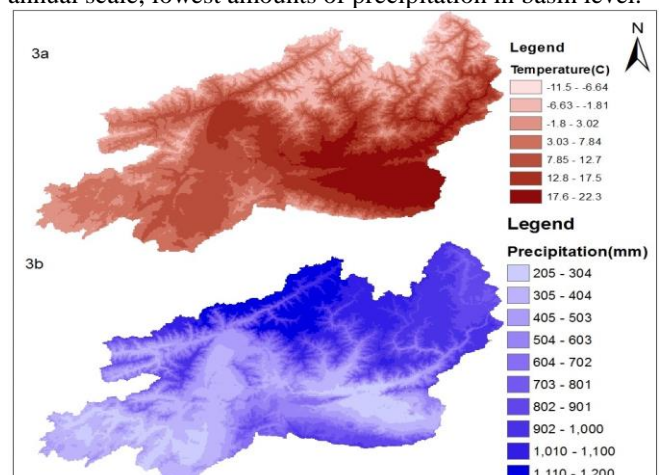 annual scale, lowest amounts of precipitation in basin level.
3a
N
Legend
Temperature(C)
-11.5 - -6.64
-6.63 - -1.81
-1.8 - 3.02
3.03 - 7.84
7.85 - 12.7
12.8 - 17.5
17.6 - 22.3
3b
Legend
Precipitation(mm)
205 - 304
305 - 404
405 - 503
504 - 603
604 - 702
703 - 801
802 - 901
902 - 1,000
1,010 - 1,100
1,110 - 1,200